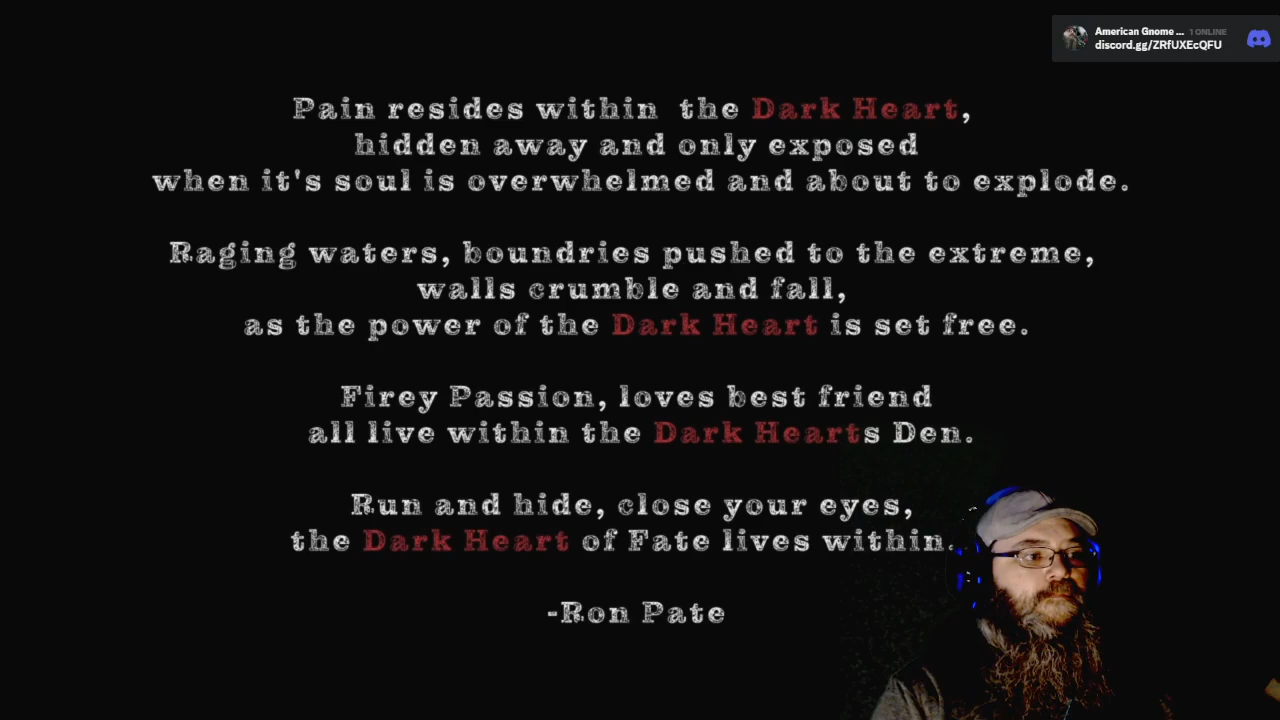 American Gnome ... 1 ONLINE
discord.gg/ZRfUXEcQFU
Pain resides within the Dark Heart,
hidden away and only exposed
when it's soul is overwhelmed and about to explode.
Raging waters, boundries pushed to the extreme,
walls crumble and fall,
as the power of the Dark Heart is set free.
Firey Passion, loves best friend
all live within the Dark Hearts Den.
Run and hide, close your eyes,
the Dark Heart of Fate lives within.
-Ron Pate